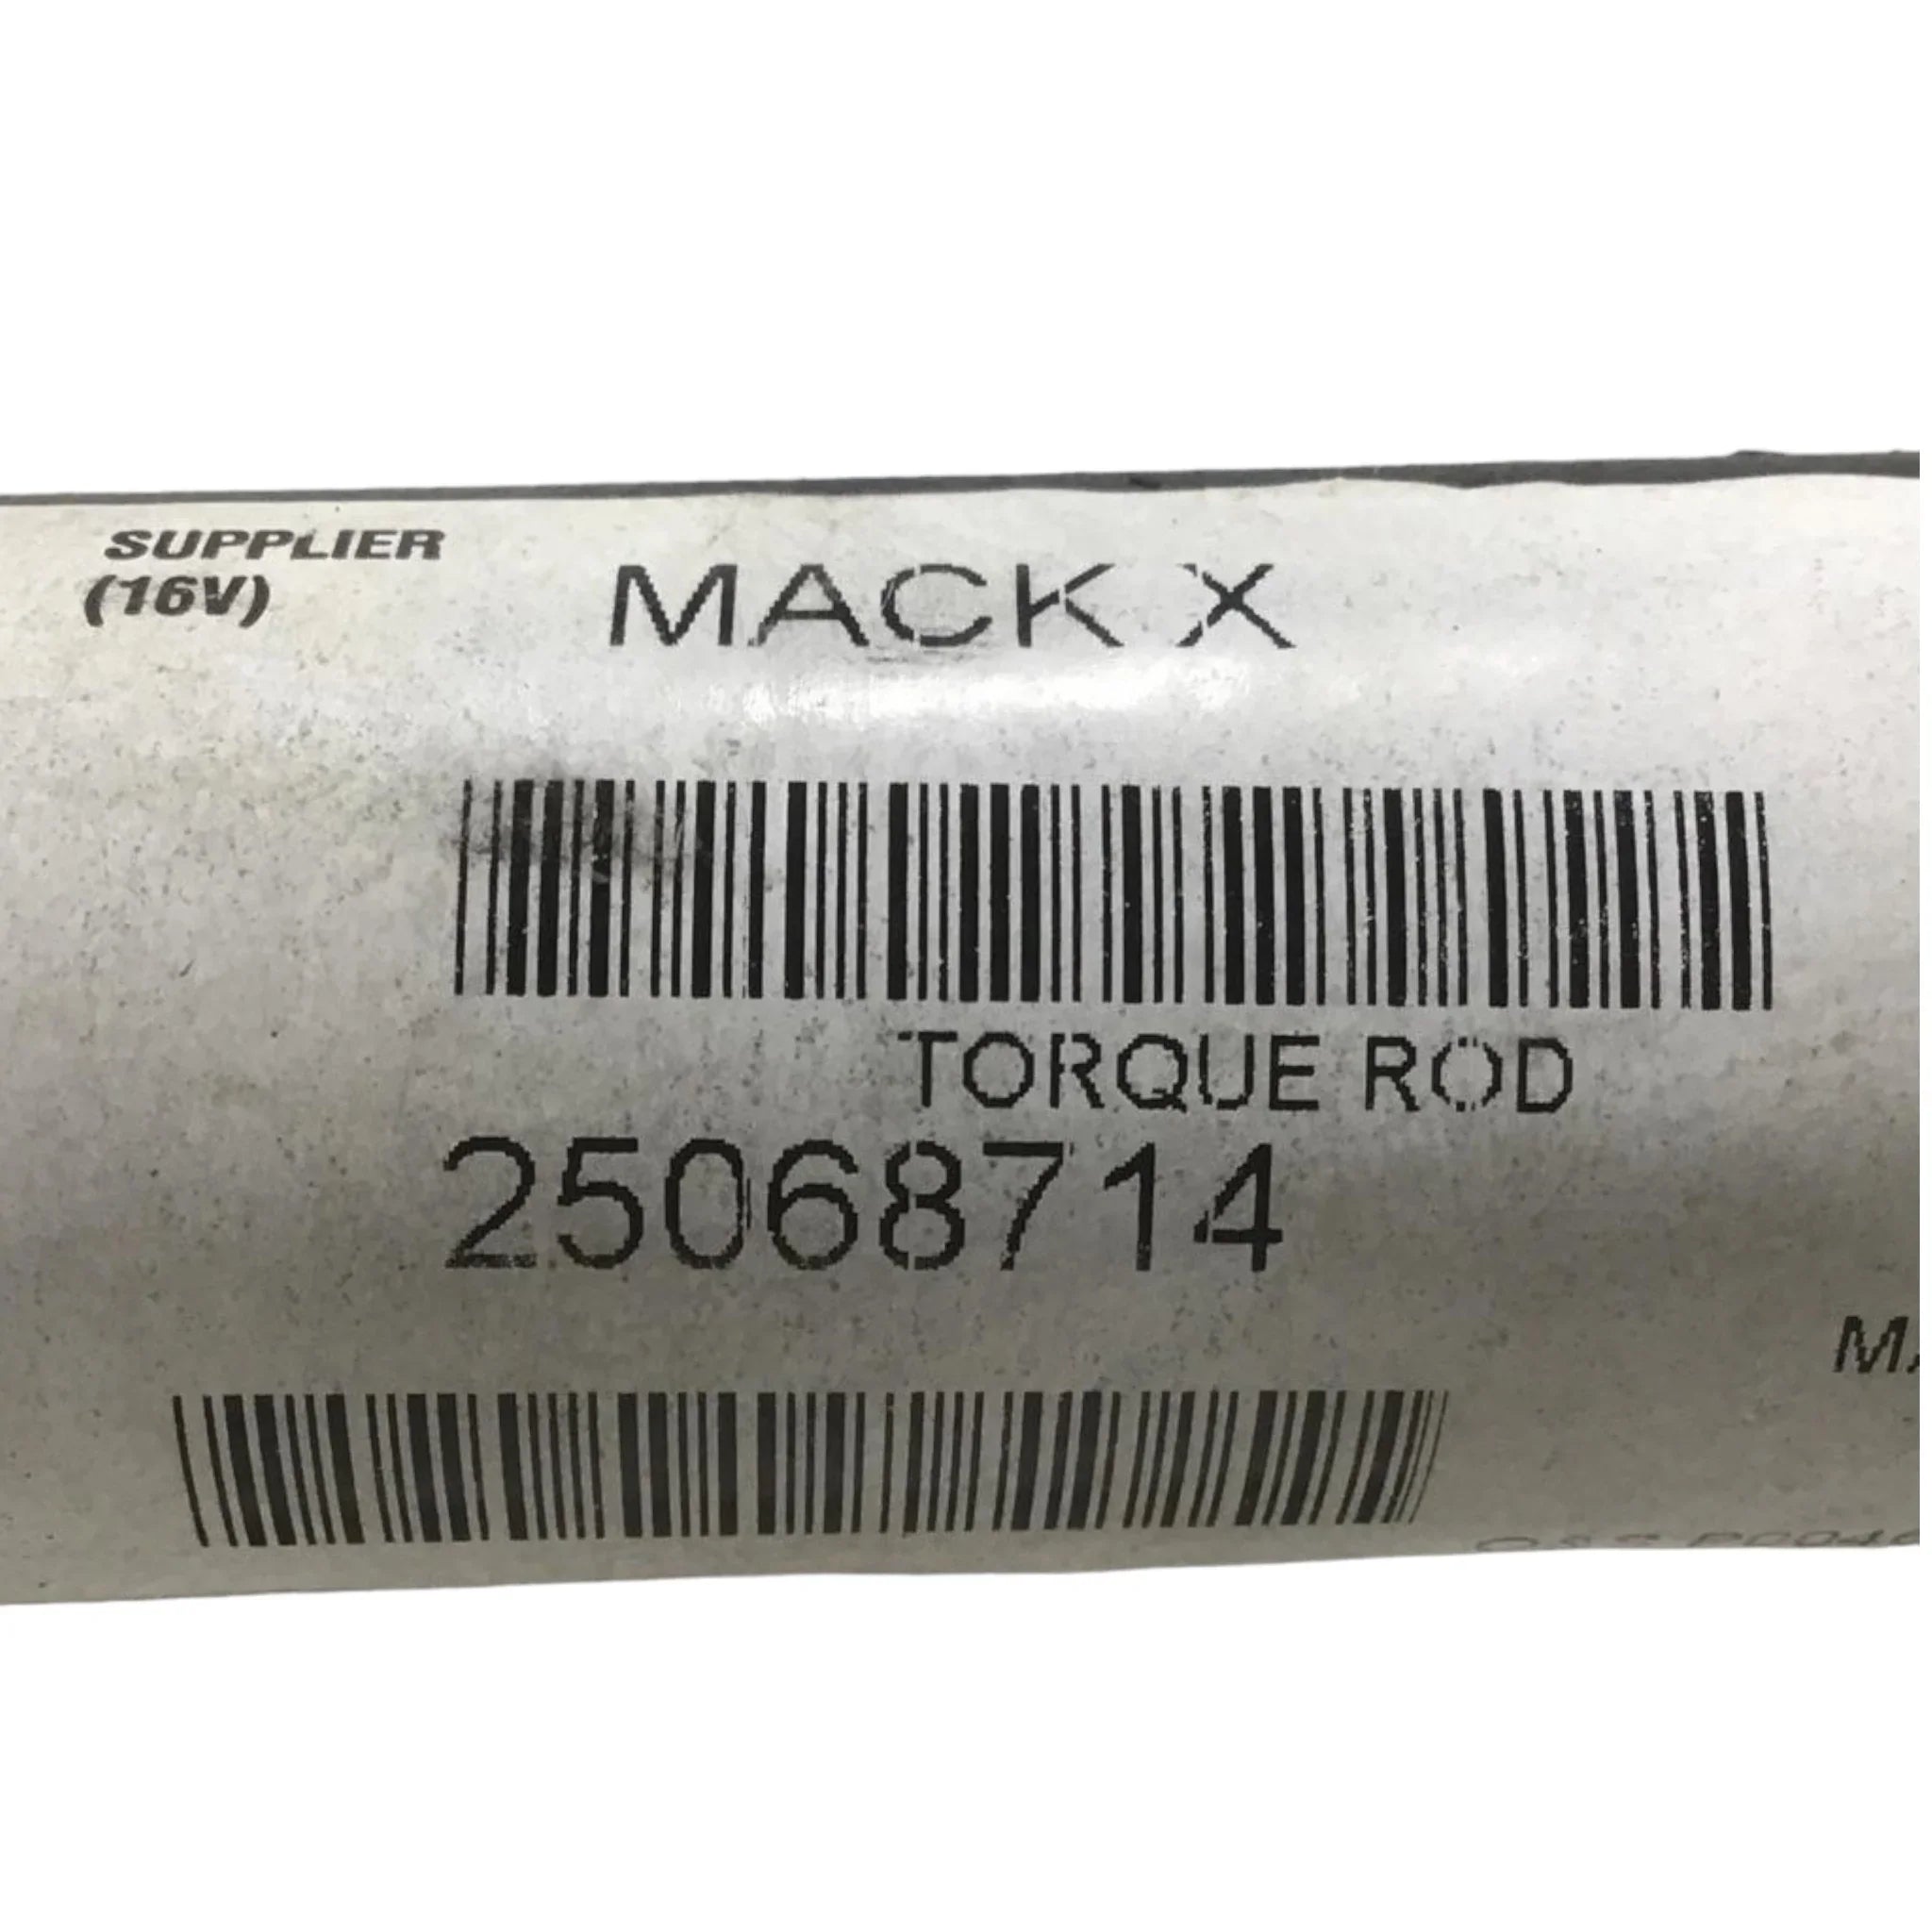 SUPPLIER
(16V)
MACK X
TORQUE ROD
25068714